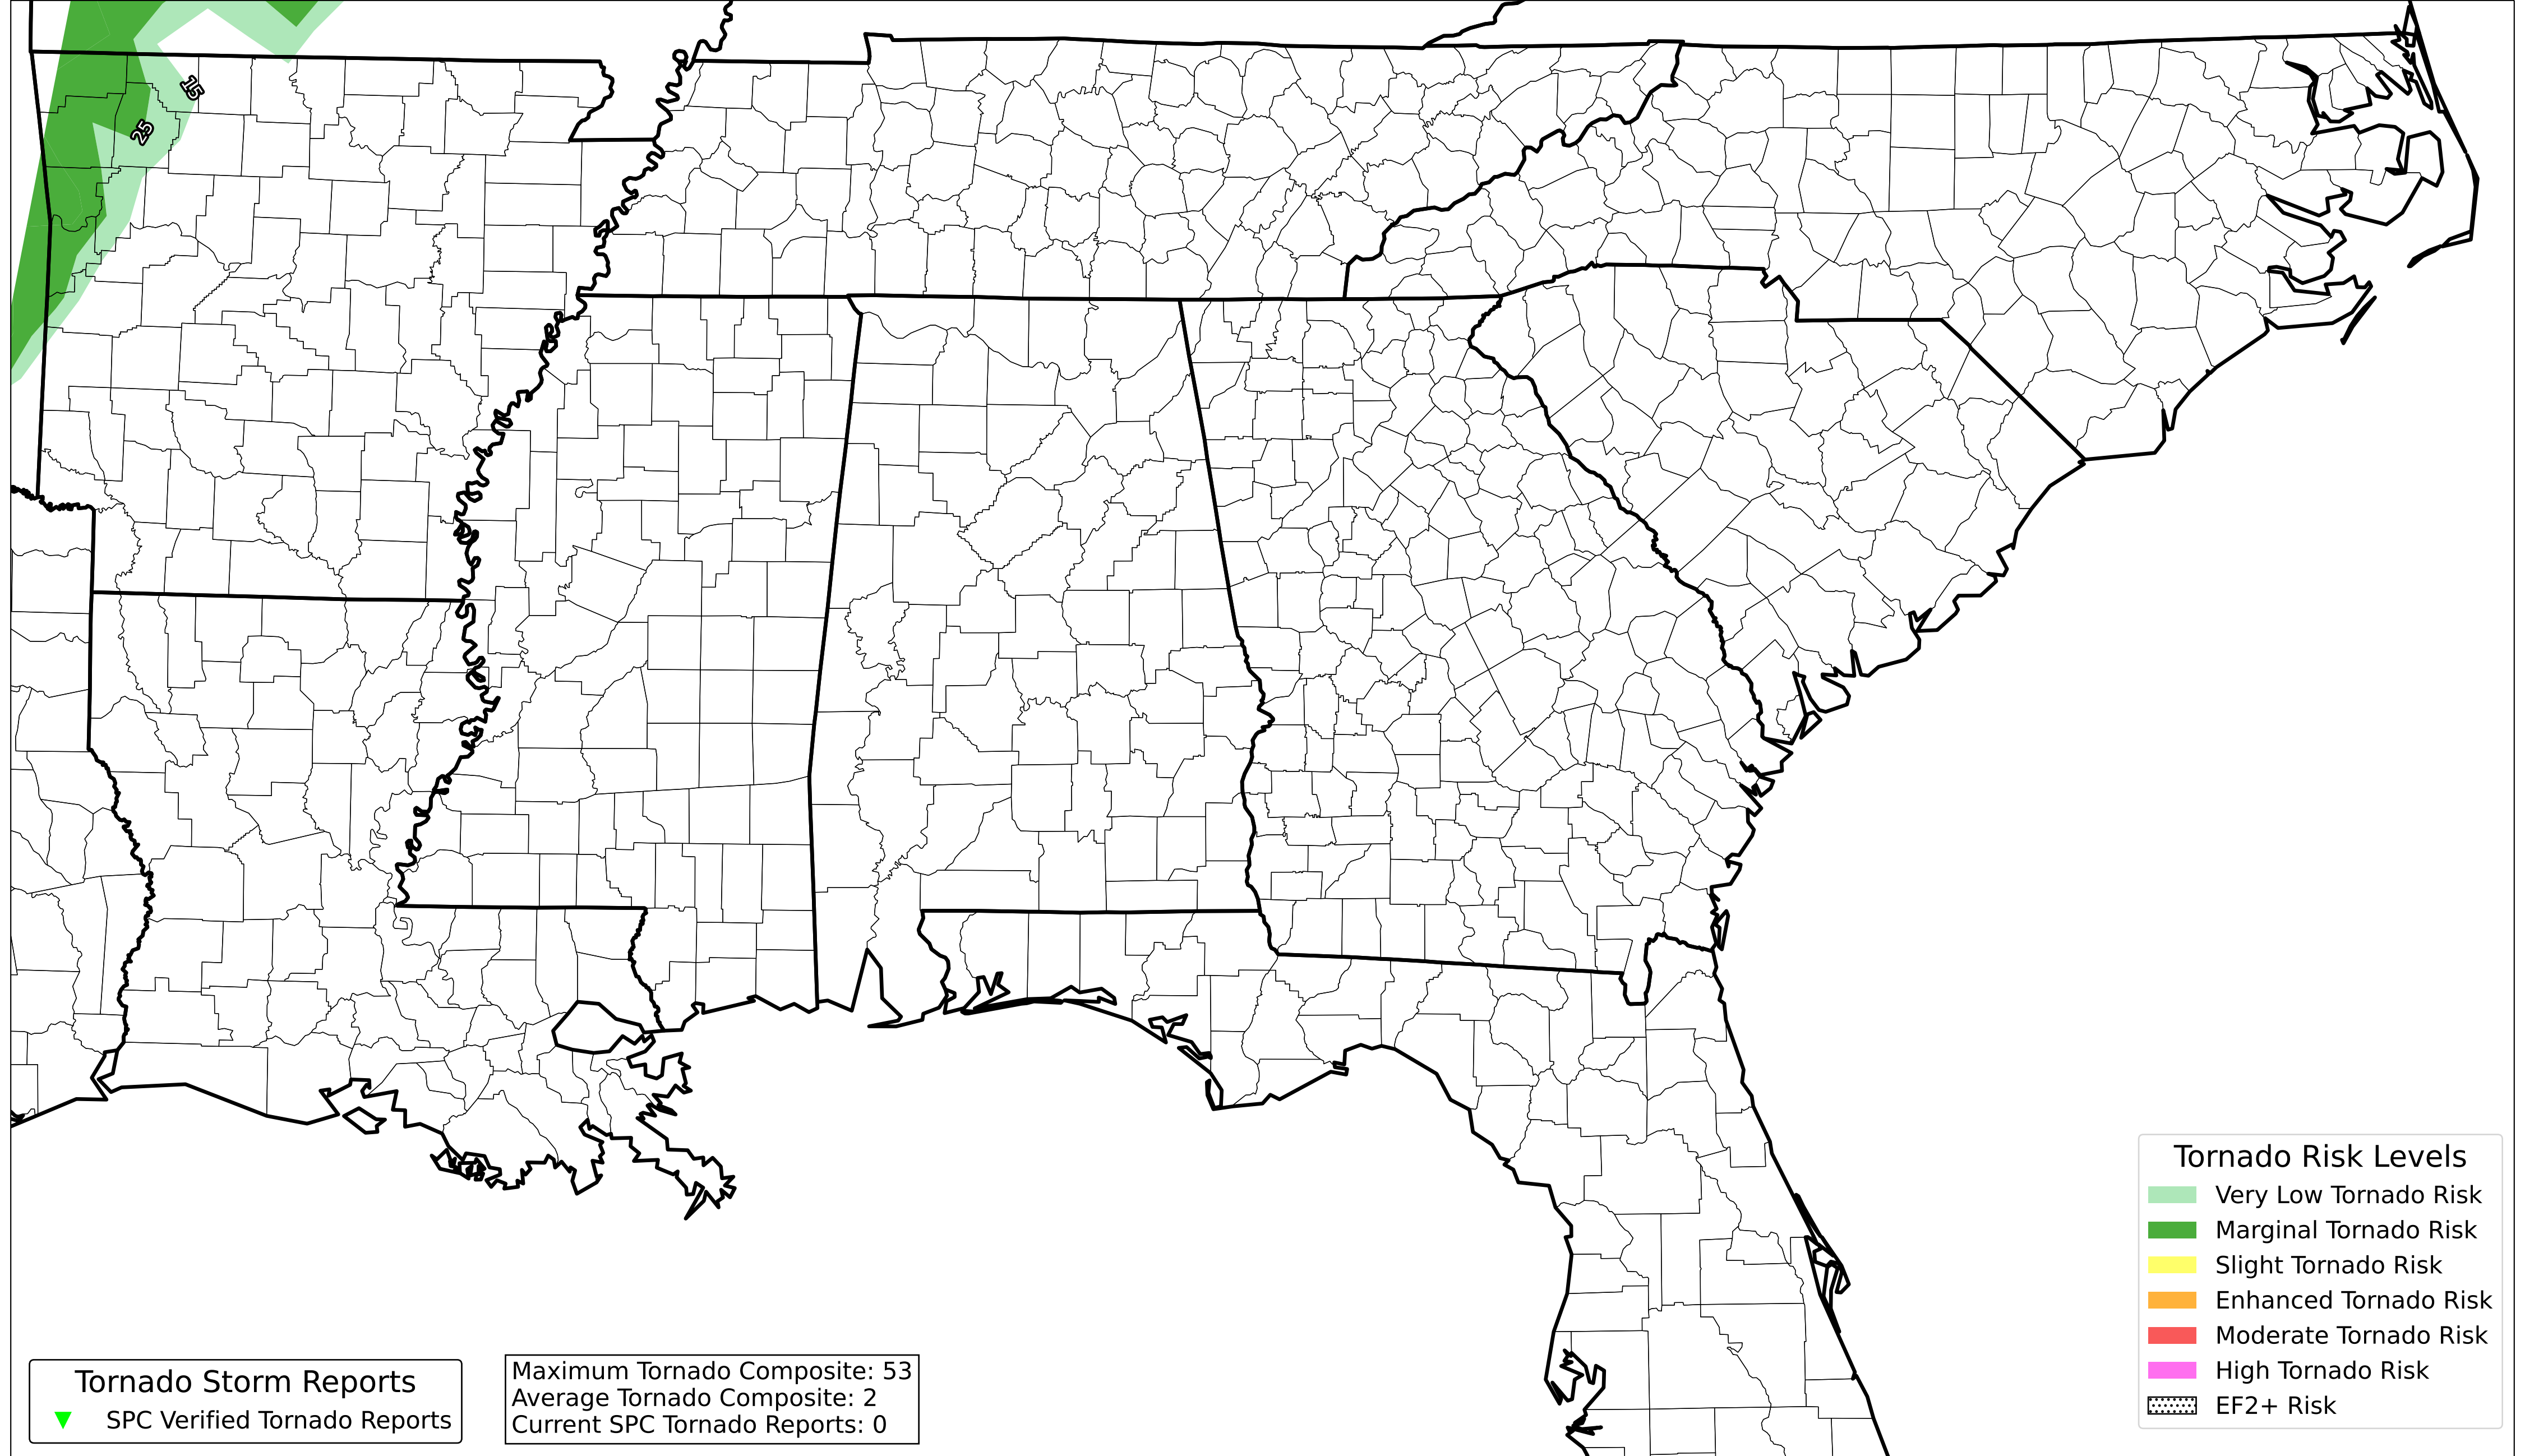 15
25
Tornado Storm Reports
SPC Verified Tornado Reports
Maximum Tornado Composite: 53
Average Tornado Composite: 2
Current SPC Tornado Reports: 0
Tornado Risk Levels
Very Low Tornado Risk
Marginal Tornado Risk
Slight Tornado Risk
Enhanced Tornado Risk
Moderate Tornado Risk
High Tornado Risk
EF2+ Risk